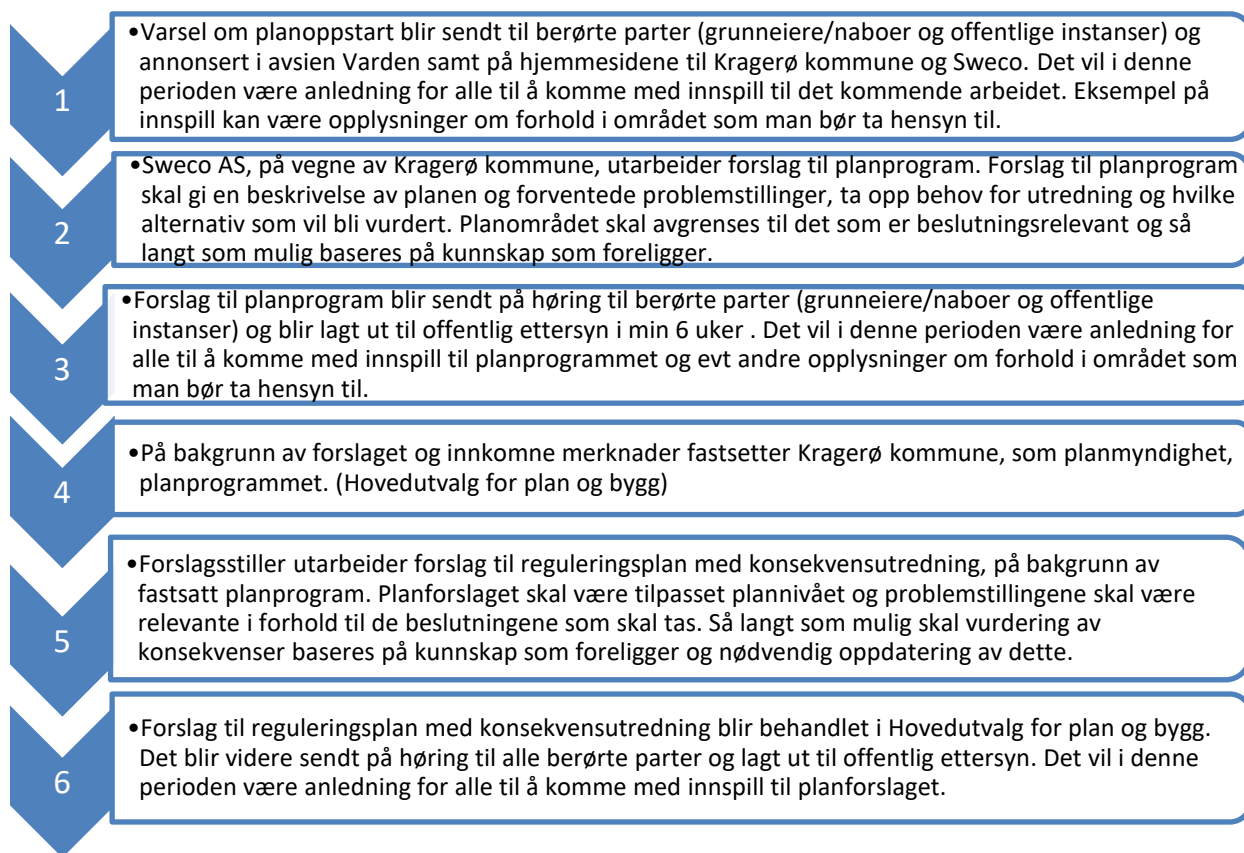 1
•Varsel om planoppstart blir sendt til berørte parter (grunneiere/naboer og offentlige instanser) og
annonsert i avsien Varden samt på hjemmesidene til Kragerø kommune og Sweco. Det vil i denne
perioden være anledning for alle til å komme med innspill til det kommende arbeidet. Eksempel på
innspill kan være opplysninger om forhold i området som man bør ta hensyn til.
2
•Sweco AS, på vegne av Kragerø kommune, utarbeider forslag til planprogram. Forslag til planprogram
skal gi en beskrivelse av planen og forventede problemstillinger, ta opp behov for utredning og hvilke
alternativ som vil bli vurdert. Planområdet skal avgrenses til det som er beslutningsrelevant og så
langt som mulig baseres på kunnskap som foreligger.
3
•Forslag til planprogram blir sendt på høring til berørte parter (grunneiere/naboer og offentlige
instanser) og blir lagt ut til offentlig ettersyn i min 6 uker . Det vil i denne perioden være anledning for
alle til å komme med innspill til planprogrammet og evt andre opplysninger om forhold i området som
man bør ta hensyn til.
4
•På bakgrunn av forslaget og innkomne merknader fastsetter Kragerø kommune, som planmyndighet,
planprogrammet. (Hovedutvalg for plan og bygg)
5
•Forslagsstiller utarbeider forslag til reguleringsplan med konsekvensutredning, på bakgrunn av
fastsatt planprogram. Planforslaget skal være tilpasset plannivået og problemstillingene skal være
relevante i forhold til de beslutningene som skal tas. Så langt som mulig skal vurdering av
konsekvenser baseres på kunnskap som foreligger og nødvendig oppdatering av dette.
6
•Forslag til reguleringsplan med konsekvensutredning blir behandlet i Hovedutvalg for plan og bygg.
Det blir videre sendt på høring til alle berørte parter og lagt ut til offentlig ettersyn. Det vil i denne
perioden være anledning for alle til å komme med innspill til planforslaget.